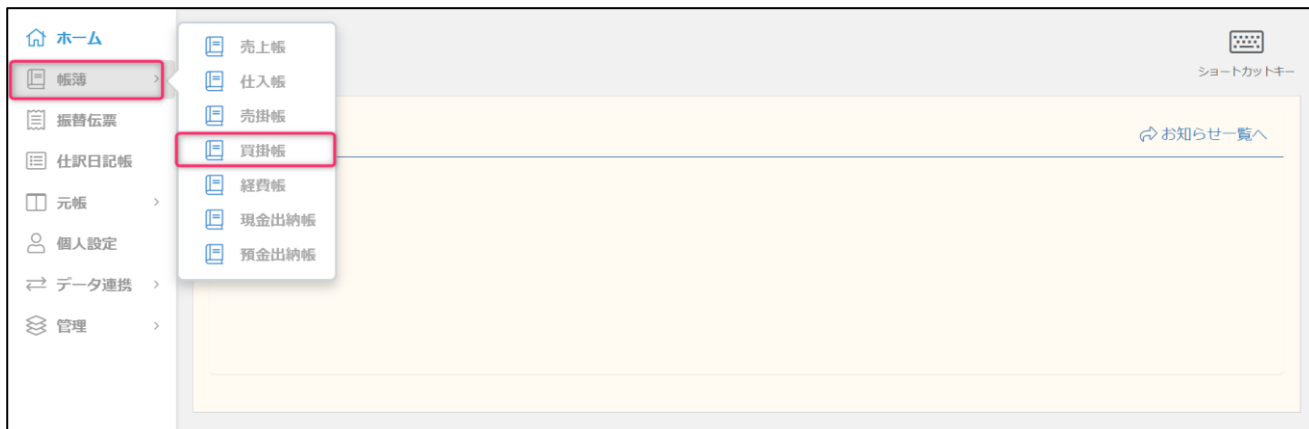 ホーム
帳簿
振替伝票
仕訳日記帳
元帳
個人設定
データ連携
管理
売上帳
仕入帳
売掛帳
買掛帳
経費帳
現金出納帳
預金出納帳
ショートカットキー
お知らせ一覧へ